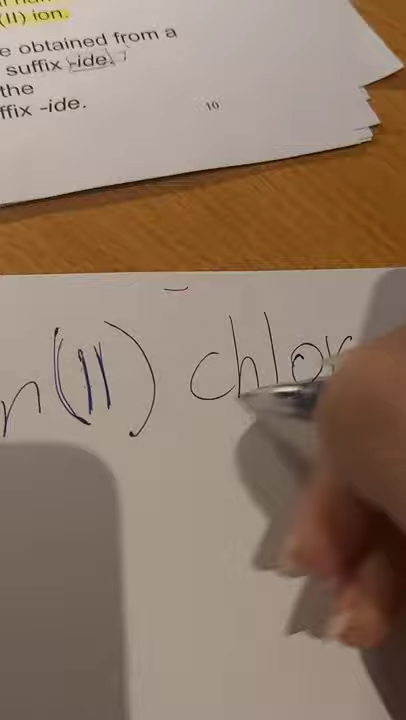 (II) ion.
e obtained from a
suffix -ide.
the
ffix -ide.
10
n(II) chlor